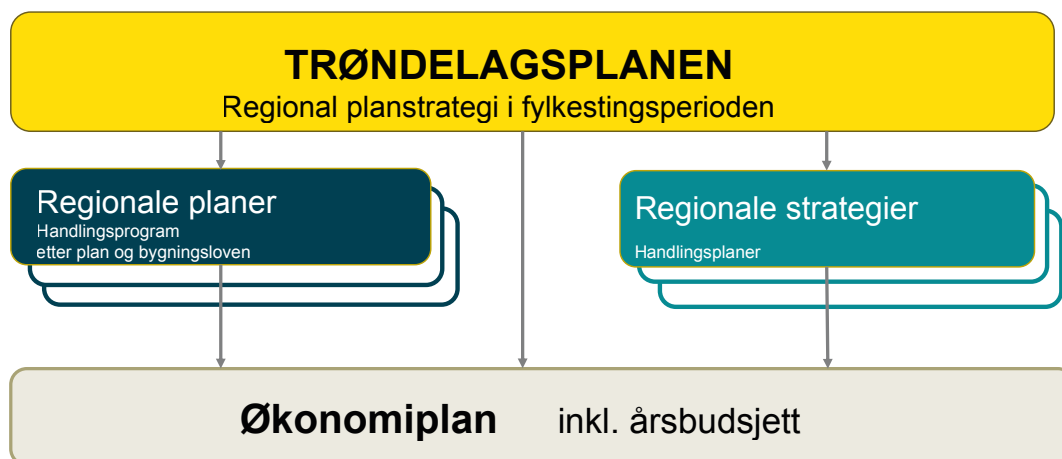 TRØNDELAGSPLANEN
Regional planstrategi i fylkestingsperioden
Regionale planer
Handlingsprogram
etter plan og bygningsloven
Regionale strategier
Handlingsplaner
Økonomiplan inkl. årsbudsjett